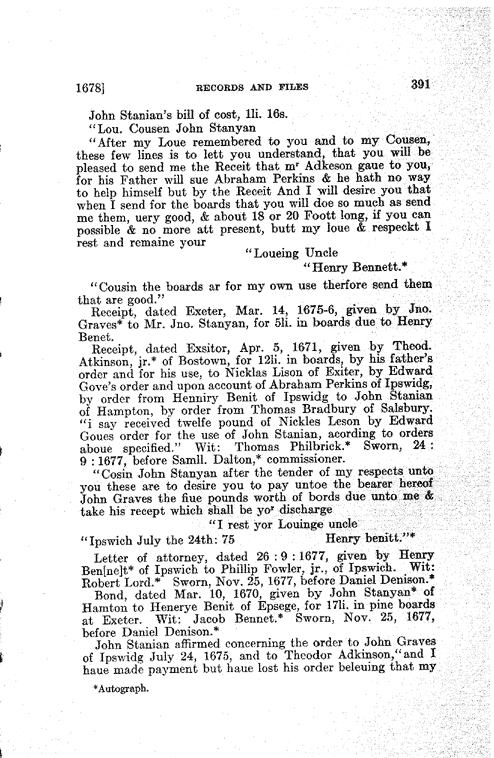 1678] RECORDS AND FILES 391
John Stanian's bill of cost, 1li. 16s.
"Lou. Cousen John Stanyan
"After my Loue remembered to you and to my Cousen,
these few lines is to lett you understand, that you will be
pleased to send me the Receit that mr Adkeson gaue to you,
for his Father will sue Abraham Perkins & he hath no way
to help himself but by the Receit And I will desire you that
when I send for the boards that you will doe so much as send
me them, uery good, & about 18 or 20 Foott long, if you can
possible & no more att present, butt my loue & respeckt I
rest and remaine your
"Loueing Uncle
"Henry Bennett.*
"Cousin the boards ar for my own use therfore send them
that are good."
Receipt, dated Exeter, Mar. 14, 1675-6, given by Jno.
Graves* to Mr. Jno. Stanyan, for 5li. in boards due to Henry
Benet.
Receipt, dated Exsitor, Apr. 5, 1671, given by Theod.
Atkinson, jr.* of Bostown, for 12li. in boards, by his father's
order and for his use, to Nicklas Lison of Exiter, by Edward
Gove's order and upon account of Abraham Perkins of Ipswidg,
by order from Henniry Benit of Ipswidg to John Stanian
of Hampton, by order from Thomas Bradbury of Salsbury.
"i say received twelfe pound of Nickles Leson by Edward
Goues order for the use of John Stanian, acording to orders
aboue specified." Wit: Thomas Philbrick.* Sworn, 24 :
9 : 1677, before Samll. Dalton,* commissioner.
"Cosin John Stanyan after the tender of my respects unto
you these are to desire you to pay untoe the bearer hereof
John Graves the fiue pounds worth of bords due unto me &
take his recept which shall be yor discharge
"I rest yor Louinge uncle
"Ipswich July the 24th: 75 Henry benitt."*
Letter of attorney, dated 26 : 9 : 1677, given by Henry
Ben[ne]t* of Ipswich to Phillip Fowler, jr., of Ipswich. Wit:
Robert Lord.* Sworn, Nov. 25, 1677, before Daniel Denison.*
Bond, dated Mar. 10, 1670, given by John Stanyan* of
Hamton to Henerye Benit of Epsege, for 17li. in pine boards
at Exeter. Wit: Jacob Bennet.* Sworn, Nov. 25, 1677,
before Daniel Denison.*
John Stanian affirmed concerning the order to John Graves
of Ipswidg July 24, 1675, and to Theodor Adkinson, "and I
haue made payment but haue lost his order beleuing that my
*Autograph.